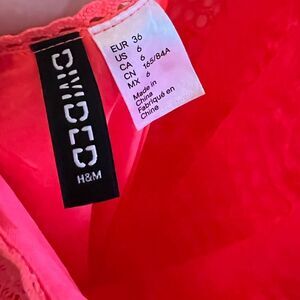 DIVIDED
H&M
EUR 36
US 6
CA 6
CN 165/84A
MX 6
Made in
China
Fabriqué en
Chine